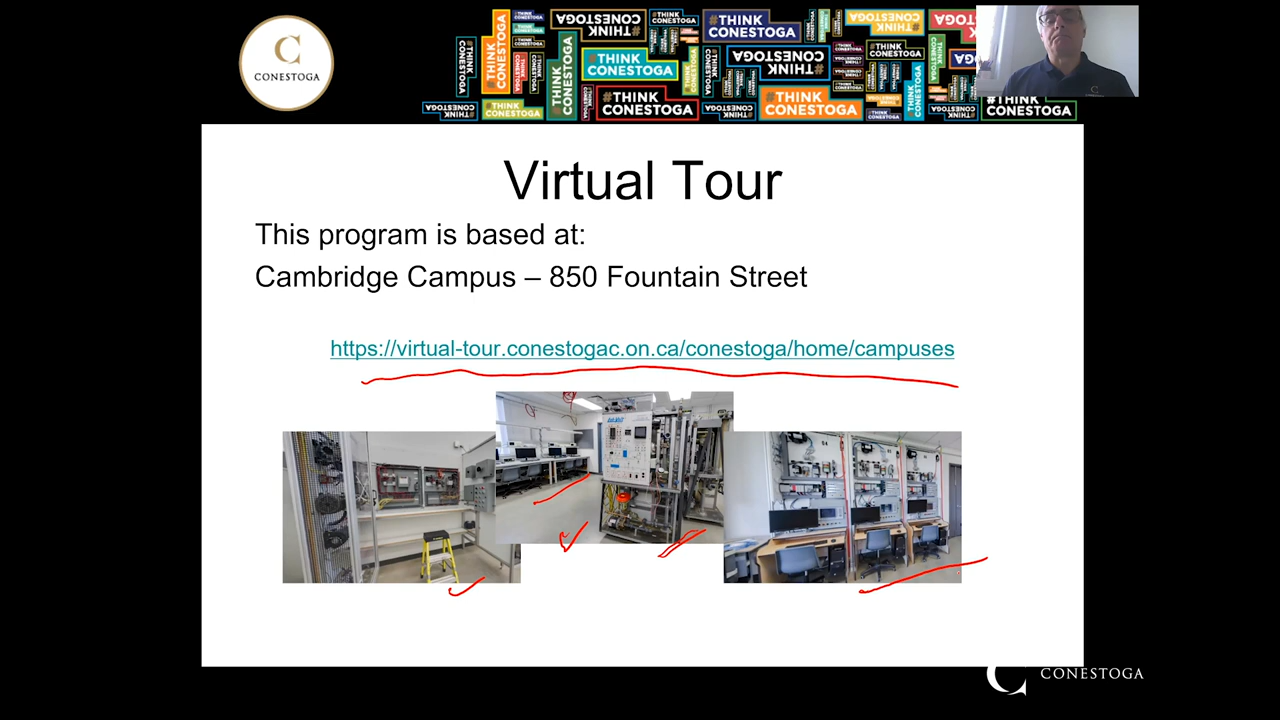 CONESTOGA
#THINK CONESTOGA
Virtual Tour
This program is based at:
Cambridge Campus – 850 Fountain Street
https://virtual-tour.conestogac.on.ca/conestoga/home/campuses
CONESTOGA